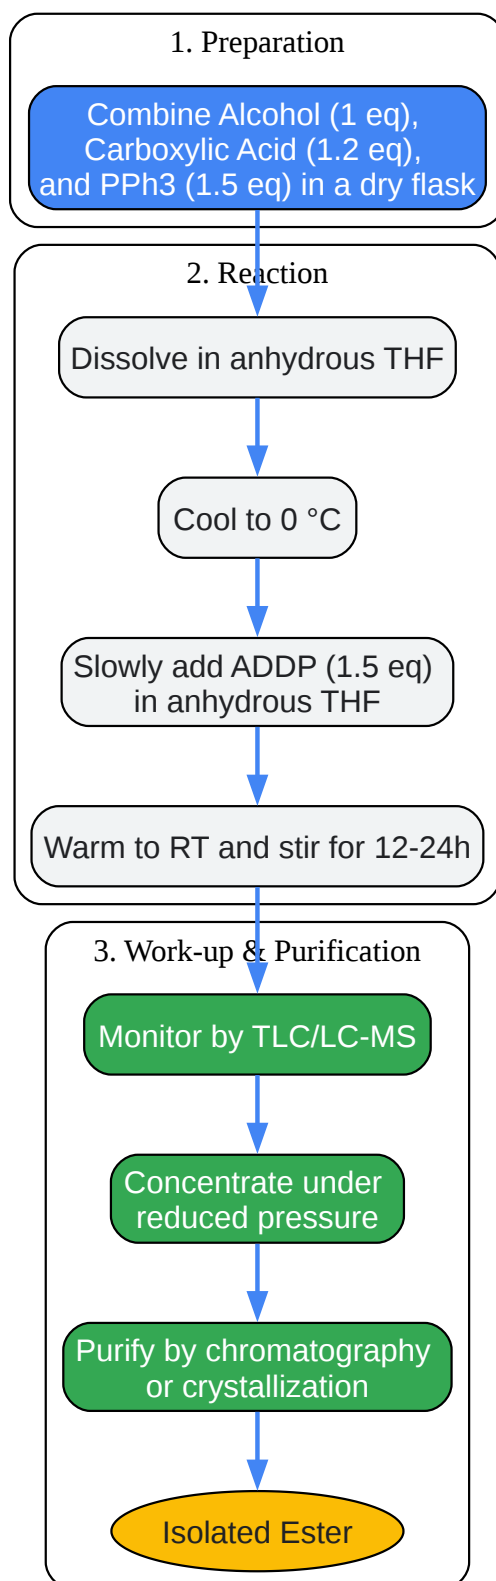 1. Preparation
Combine Alcohol (1 eq),
Carboxylic Acid (1.2 eq),
and PPh3 (1.5 eq) in a dry flask
2. Reaction
Dissolve in anhydrous THF
Cool to 0 °C
Slowly add ADDP (1.5 eq)
in anhydrous THF
Warm to RT and stir for 12-24h
3. Work-up & Purification
Monitor by TLC/LC-MS
Concentrate under
reduced pressure
Purify by chromatography
or crystallization
Isolated Ester